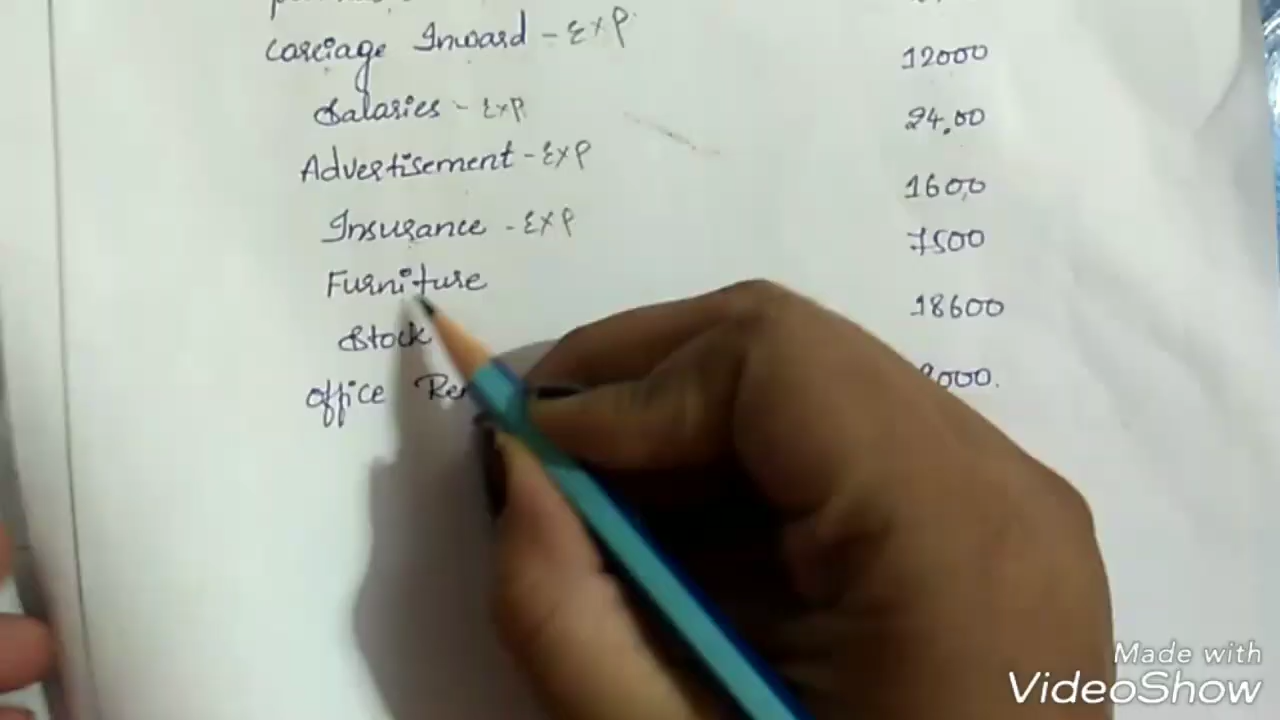 Carriage Inward - EXP. 12000
Salaries - EXP 24,00
Advertisement - EXP 1600
Insurance - EXP 7500
Furniture 18600
Stock
office
Made with
VideoShow